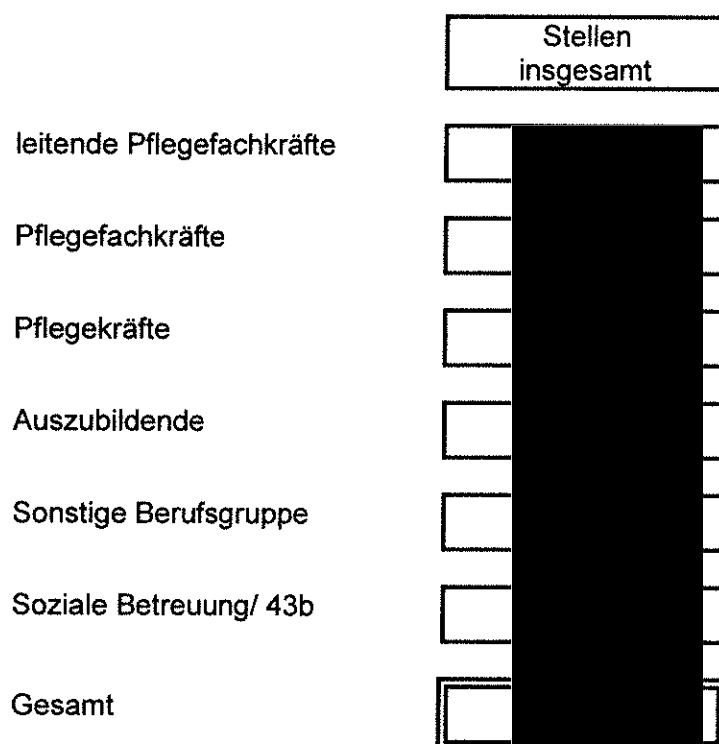 Stellen
insgesamt
leitende Pflegefachkräfte
Pflegefachkräfte
Pflegekräfte
Auszubildende
Sonstige Berufsgruppe
Soziale Betreuung/ 43b
Gesamt